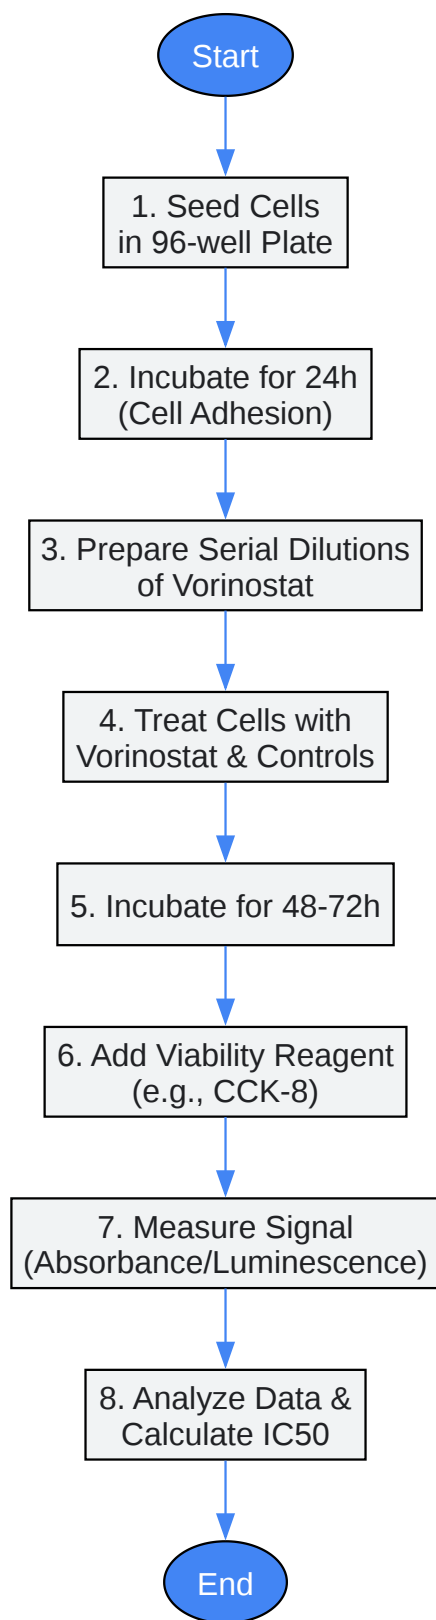 Start
1. Seed Cells
in 96-well Plate
2. Incubate for 24h
(Cell Adhesion)
3. Prepare Serial Dilutions
of Vorinostat
4. Treat Cells with
Vorinostat & Controls
5. Incubate for 48-72h
6. Add Viability Reagent
(e.g., CCK-8)
7. Measure Signal
(Absorbance/Luminescence)
8. Analyze Data &
Calculate IC50
End